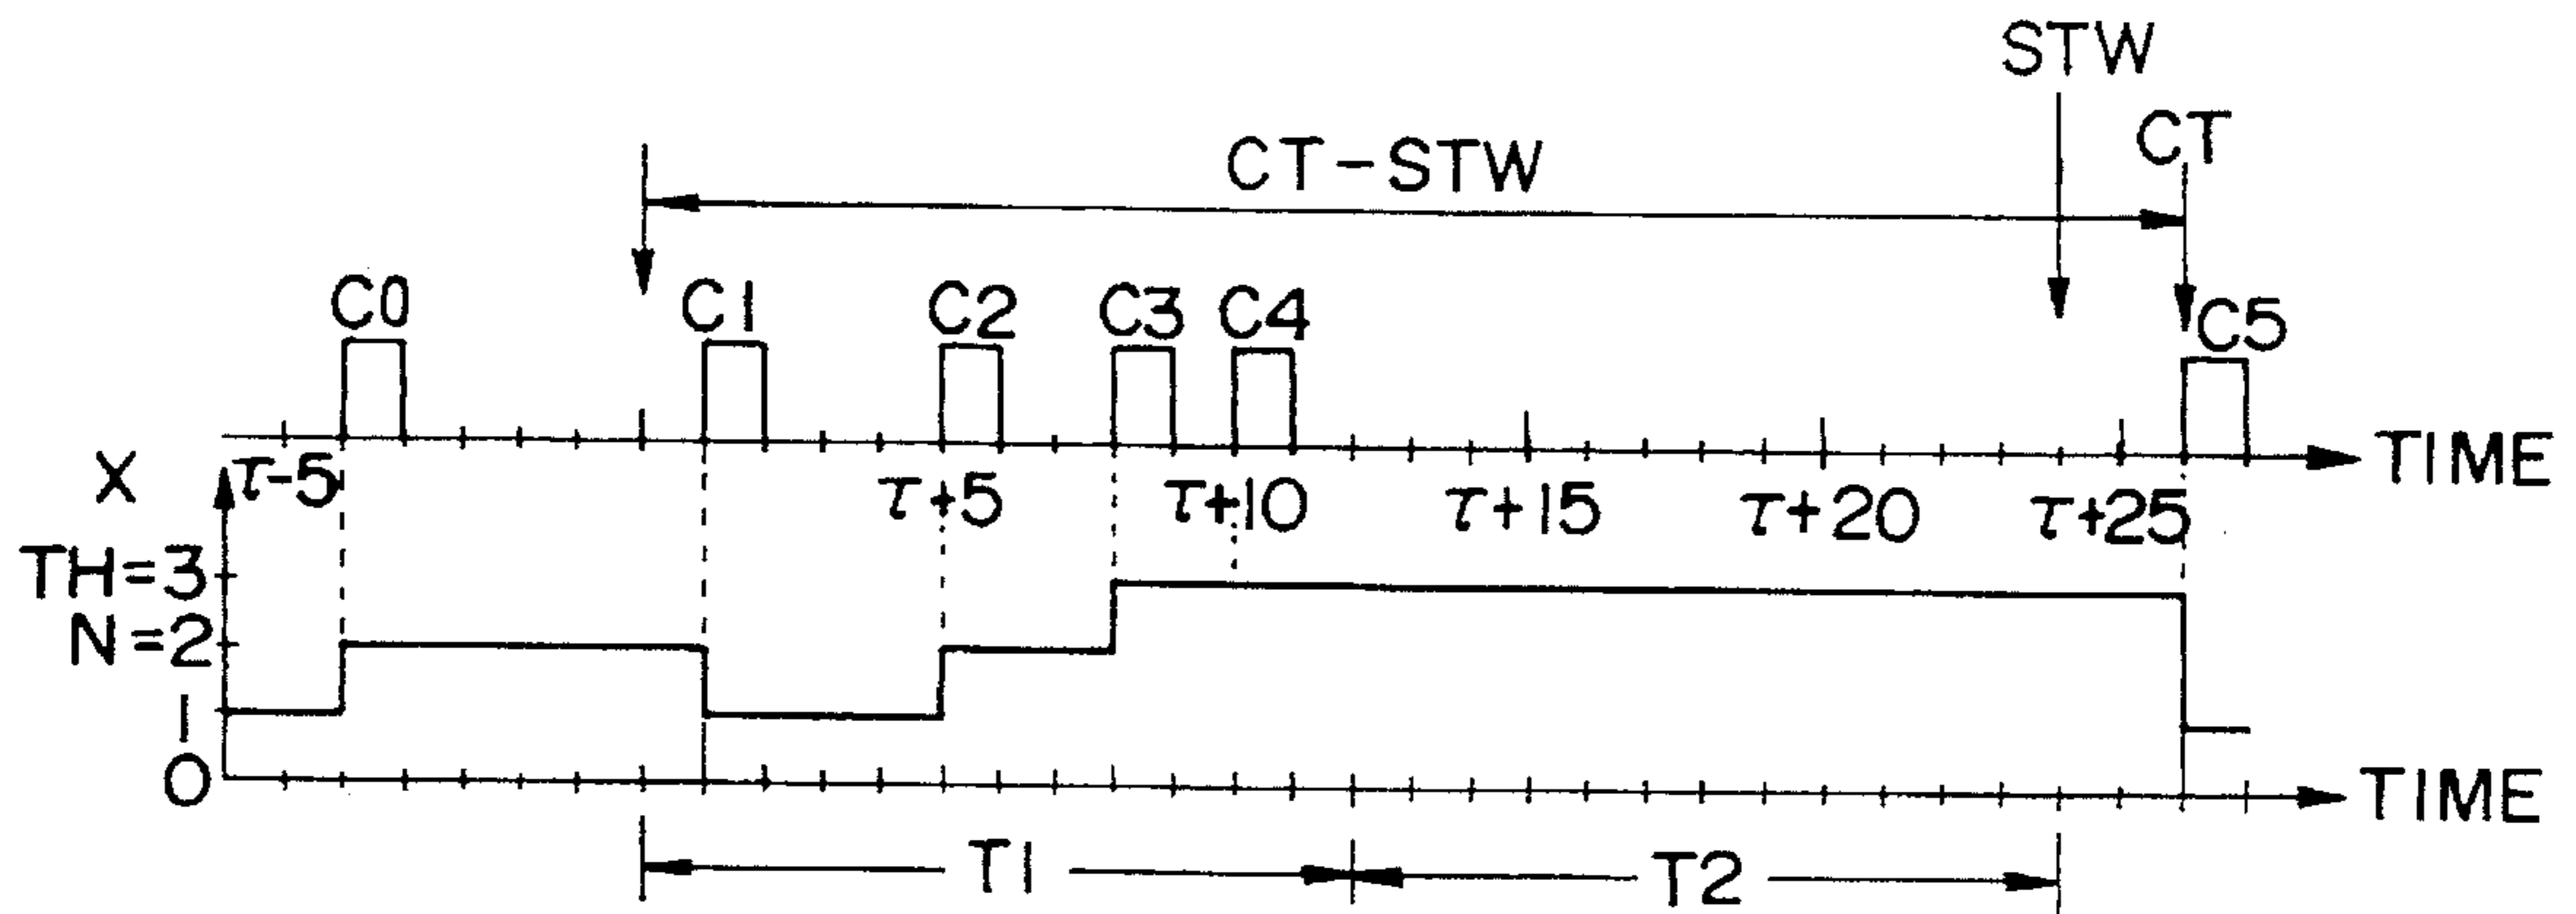 STW
CT
CT-STW
C0 C1 C2 C3 C4 C5
τ-5 τ+5 τ+10 τ+15 τ+20 τ+25 TIME
X
TH=3
N=2
1
0
TIME
T1 T2